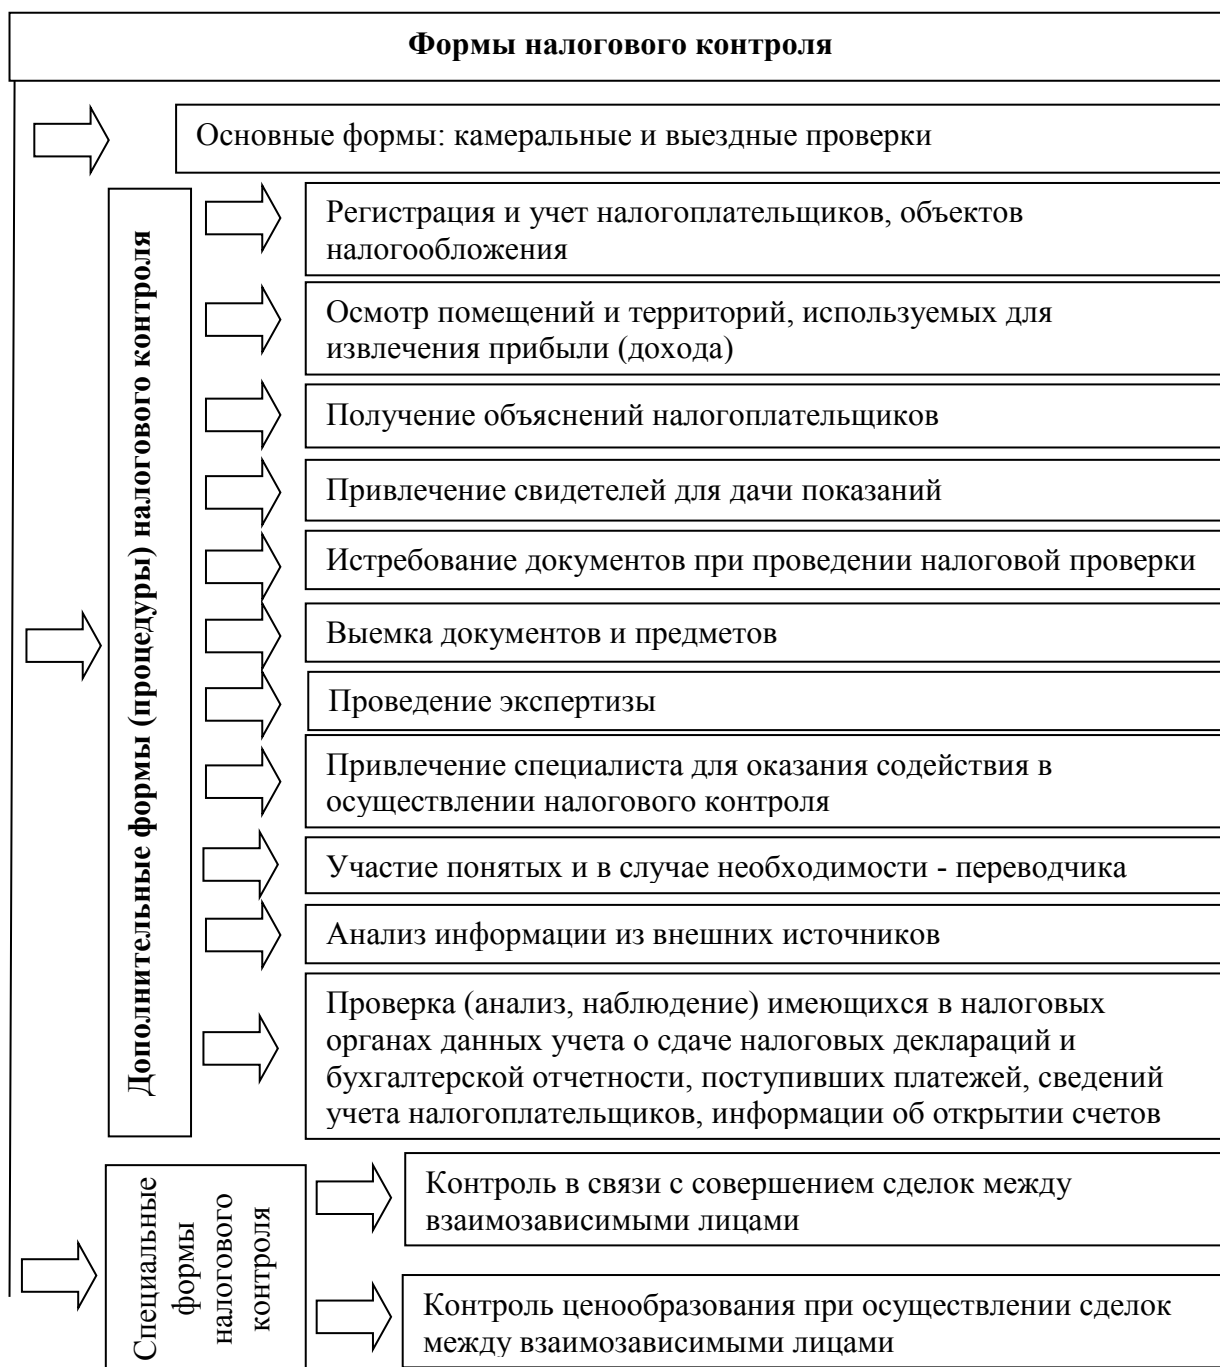 Формы налогового контроля
Основные формы: камеральные и выездные проверки
Дополнительные формы (процедуры) налогового контроля
Регистрация и учет налогоплательщиков, объектов
налогообложения
Осмотр помещений и территорий, используемых для
извлечения прибыли (дохода)
Получение объяснений налогоплательщиков
Привлечение свидетелей для дачи показаний
Истребование документов при проведении налоговой проверки
Выемка документов и предметов
Проведение экспертизы
Привлечение специалиста для оказания содействия в
осуществлении налогового контроля
Участие понятых и в случае необходимости - переводчика
Анализ информации из внешних источников
Проверка (анализ, наблюдение) имеющихся в налоговых
органах данных учета о сдаче налоговых деклараций и
бухгалтерской отчетности, поступивших платежей, сведений
учета налогоплательщиков, информации об открытии счетов
Специальные
формы
налогового
контроля
Контроль в связи с совершением сделок между
взаимозависимыми лицами
Контроль ценообразования при осуществлении сделок
между взаимозависимыми лицами